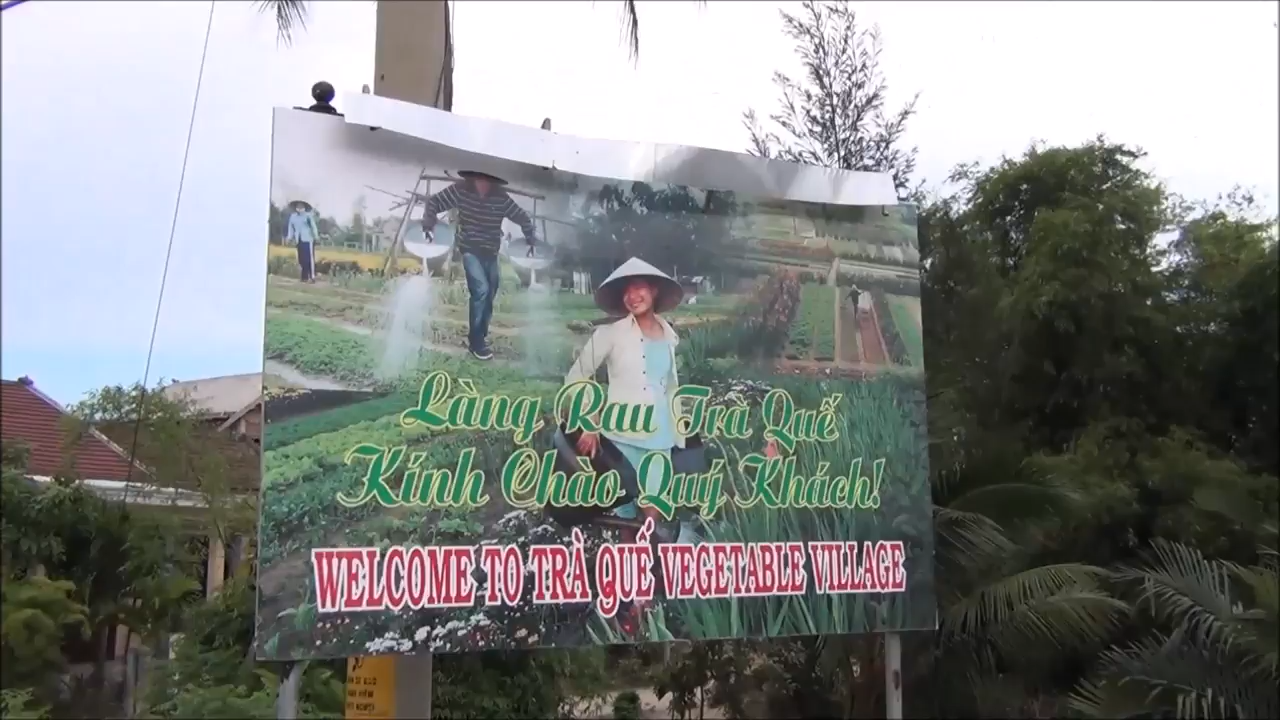 Làng Rau Trà Quế
Kính Chào Quý Khách!
WELCOME TO TRÀ QUẾ VEGETABLE VILLAGE